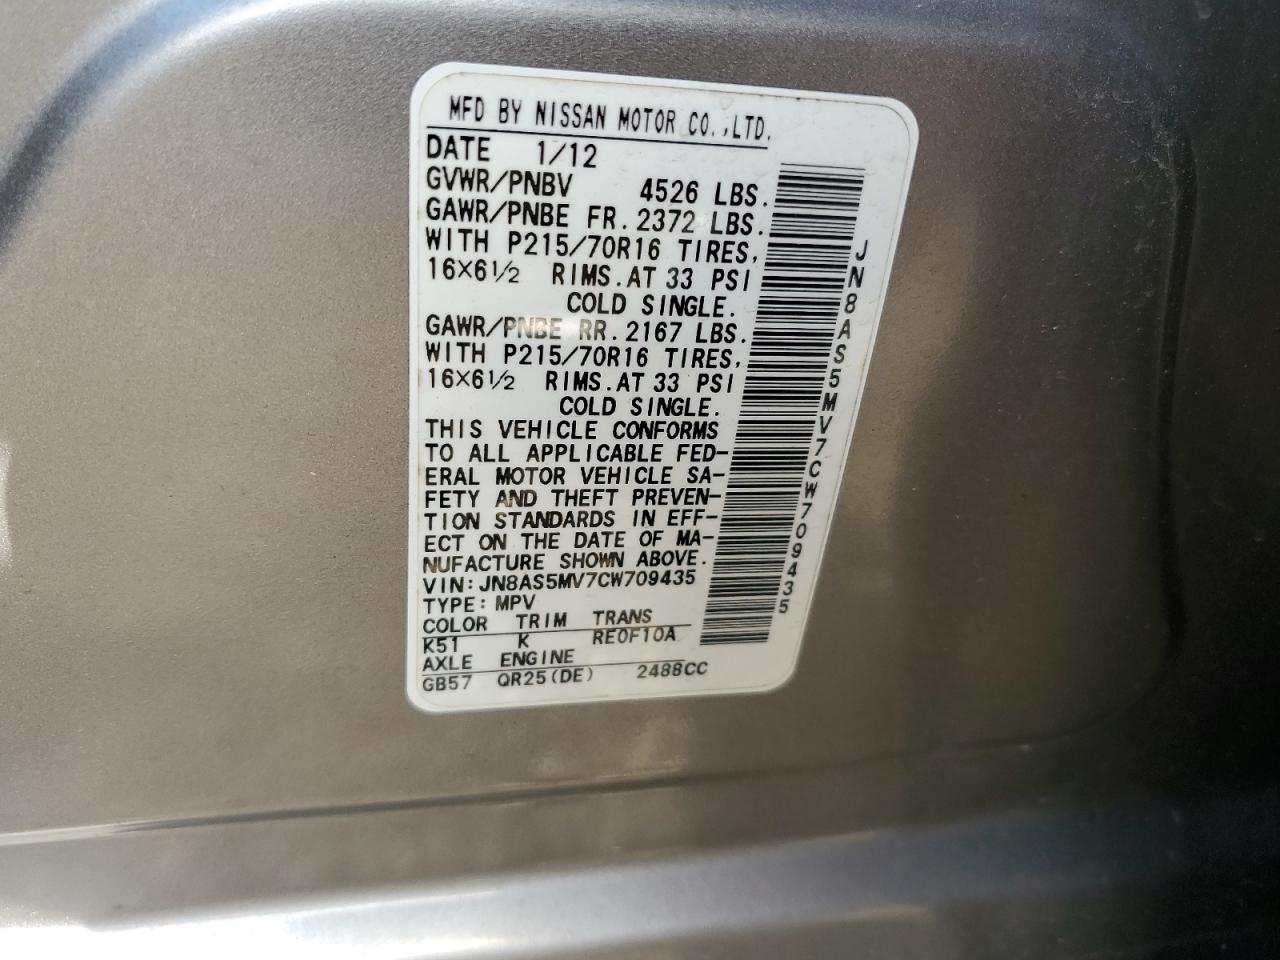 MFD BY NISSAN MOTOR CO.,LTD.
DATE 1/12
GVWR/PNBV 4526 LBS.
GAWR/PNBE FR. 2372 LBS.
WITH P215/70R16 TIRES,
16×6½ RIMS.AT 33 PSI
COLD SINGLE.
GAWR/PNBE RR. 2167 LBS.
WITH P215/70R16 TIRES,
16×6½ RIMS.AT 33 PSI
COLD SINGLE.
THIS VEHICLE CONFORMS
TO ALL APPLICABLE FED-
ERAL MOTOR VEHICLE SA-
FETY AND THEFT PREVEN-
TION STANDARDS IN EFF-
ECT ON THE DATE OF MA-
NUFACTURE SHOWN ABOVE.
VIN: JN8AS5MV7CW709435
TYPE: MPV
COLOR TRIM TRANS
K51 K RE0F10A
AXLE ENGINE
GB57 QR25(DE) 2488CC
JN8AS5MV7CW709435